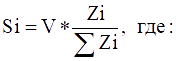 Si = V * Zi / ∑ Zi, где: